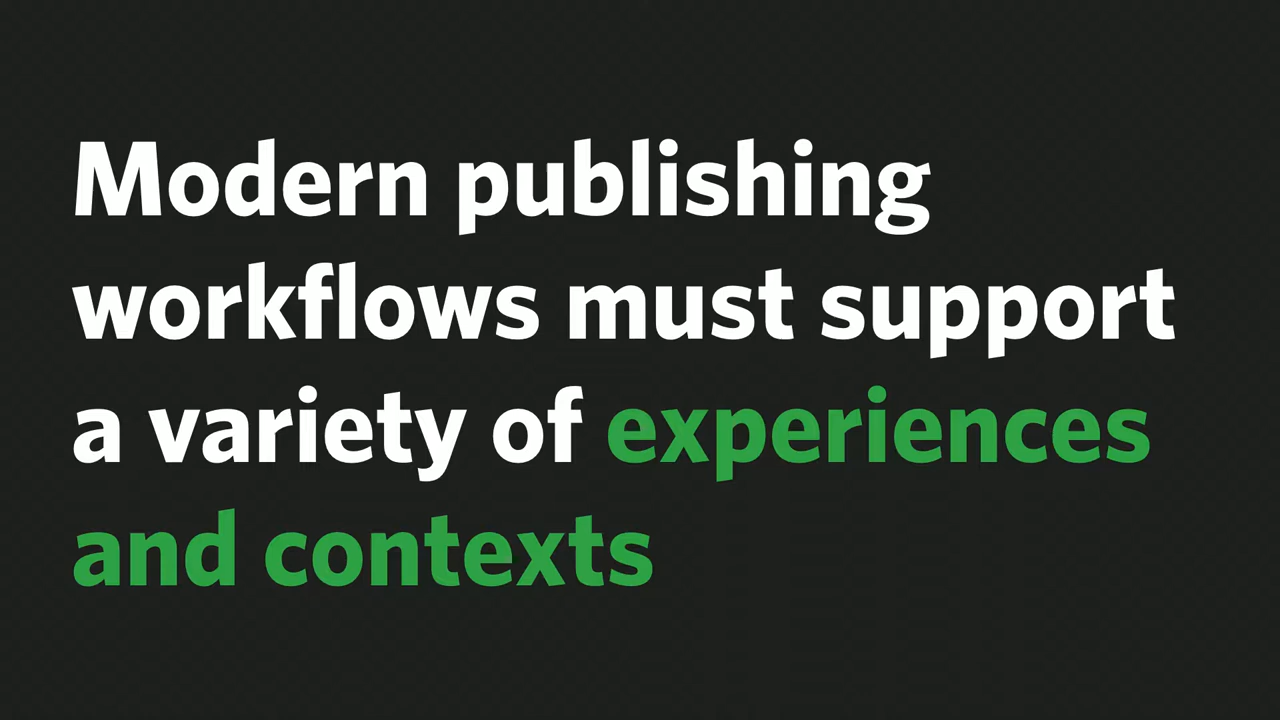 Modern publishing
workflows must support
a variety of experiences
and contexts